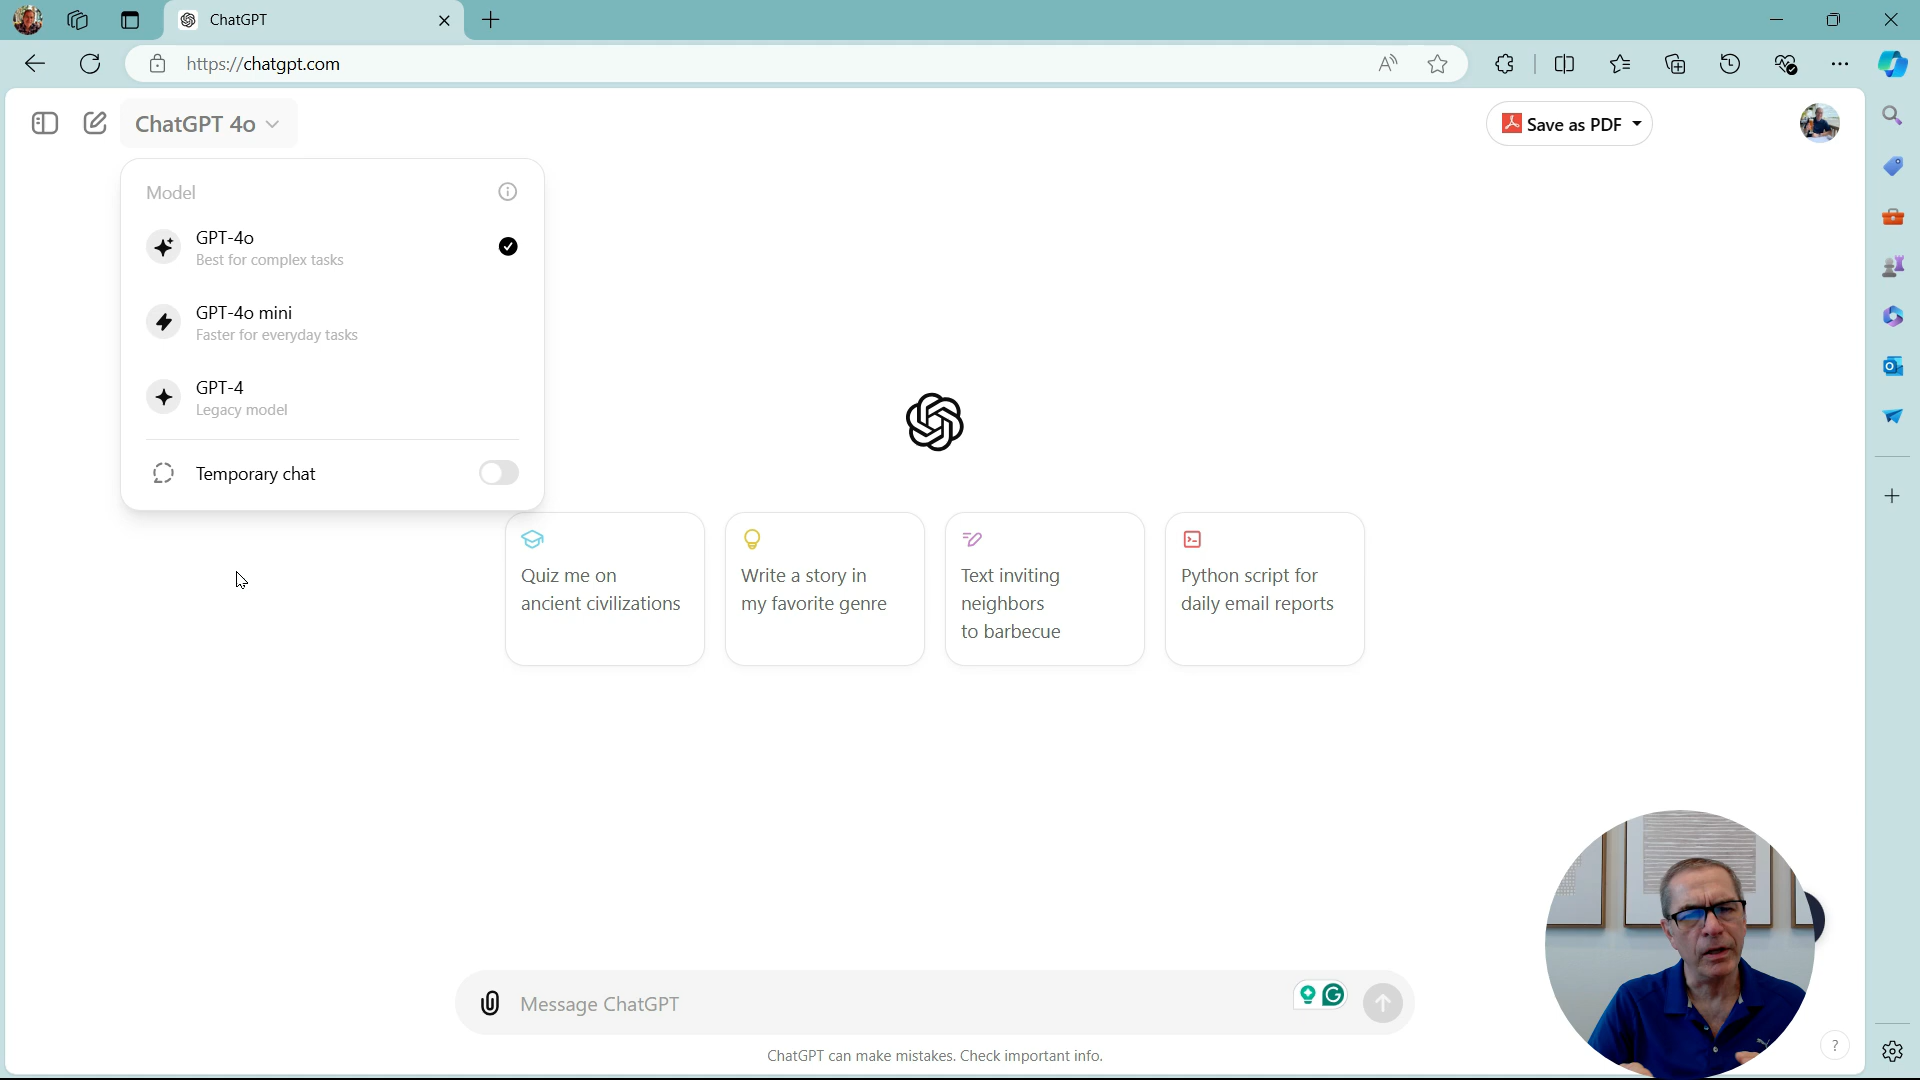 ChatGPT
https://chatgpt.com
ChatGPT 4o
Save as PDF
Model
GPT-4o
Best for complex tasks
GPT-4o mini
Faster for everyday tasks
GPT-4
Legacy model
Temporary chat
Quiz me on
ancient civilizations
Write a story in
my favorite genre
Text inviting
neighbors
to barbecue
Python script for
daily email reports
Message ChatGPT
ChatGPT can make mistakes. Check important info.
?